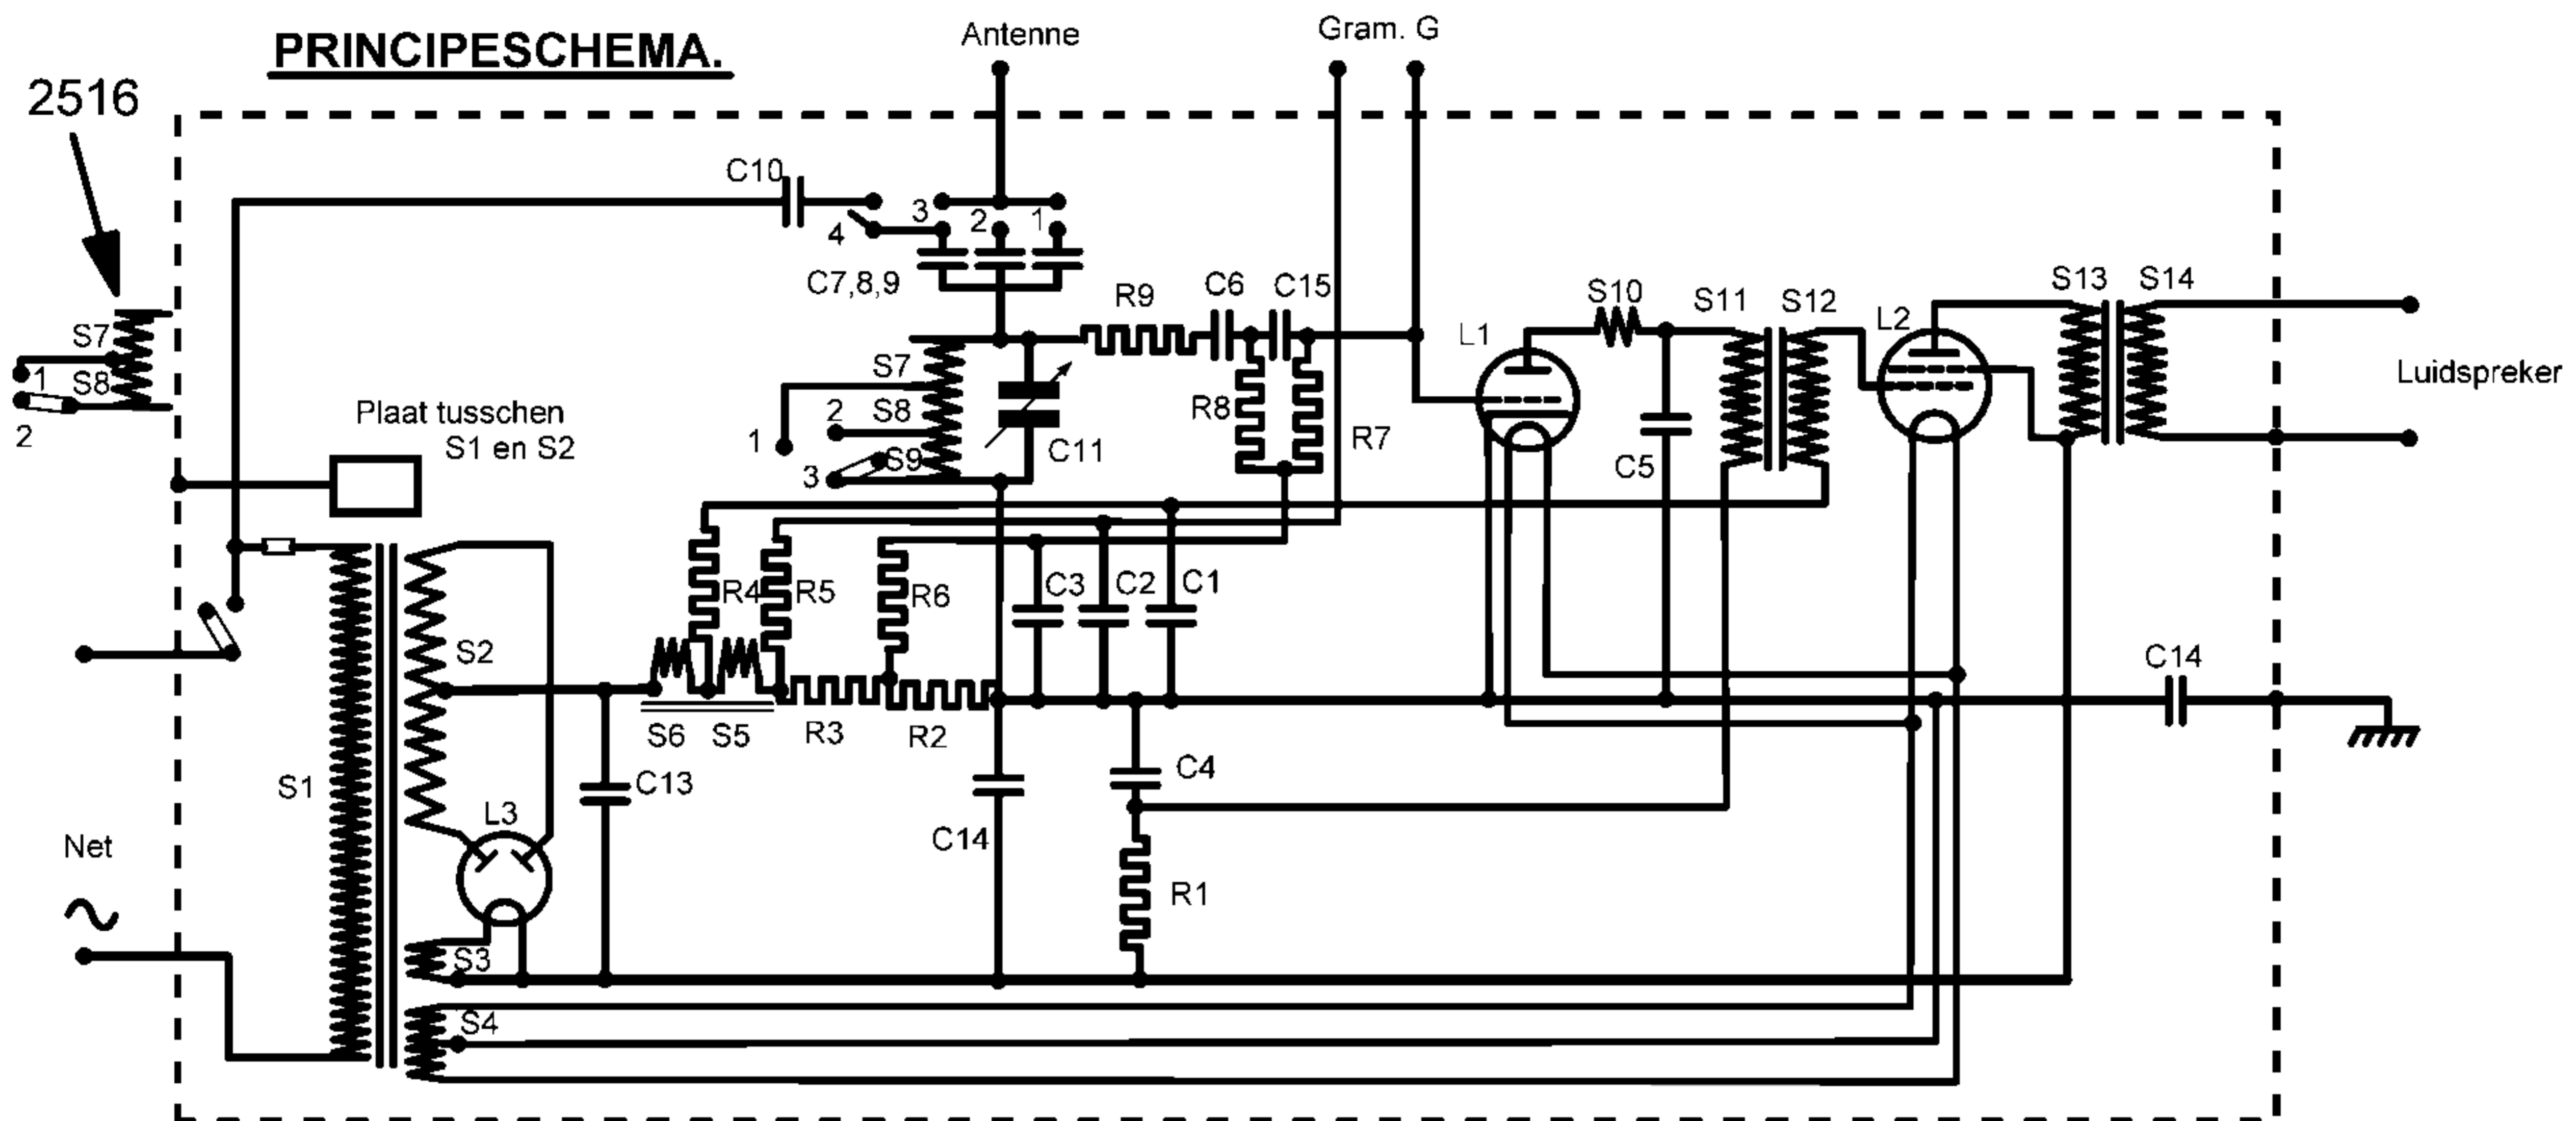 PRINCIPESCHEMA.
Antenne
Gram. G
2516
C10
3
2
1
4
C7,8,9
R9
C6
C15
S10
S11
S12
L2
S13
S14
L1
S7
1
S8
2
Plaat tusschen
S1 en S2
S7
2
S8
1
S9
3
C11
R8
R7
C5
Luidspreker
R4
R5
R6
C3
C2
C1
S2
S6
S5
R3
R2
C14
S1
C13
C4
L3
C14
R1
Net
S3
S4